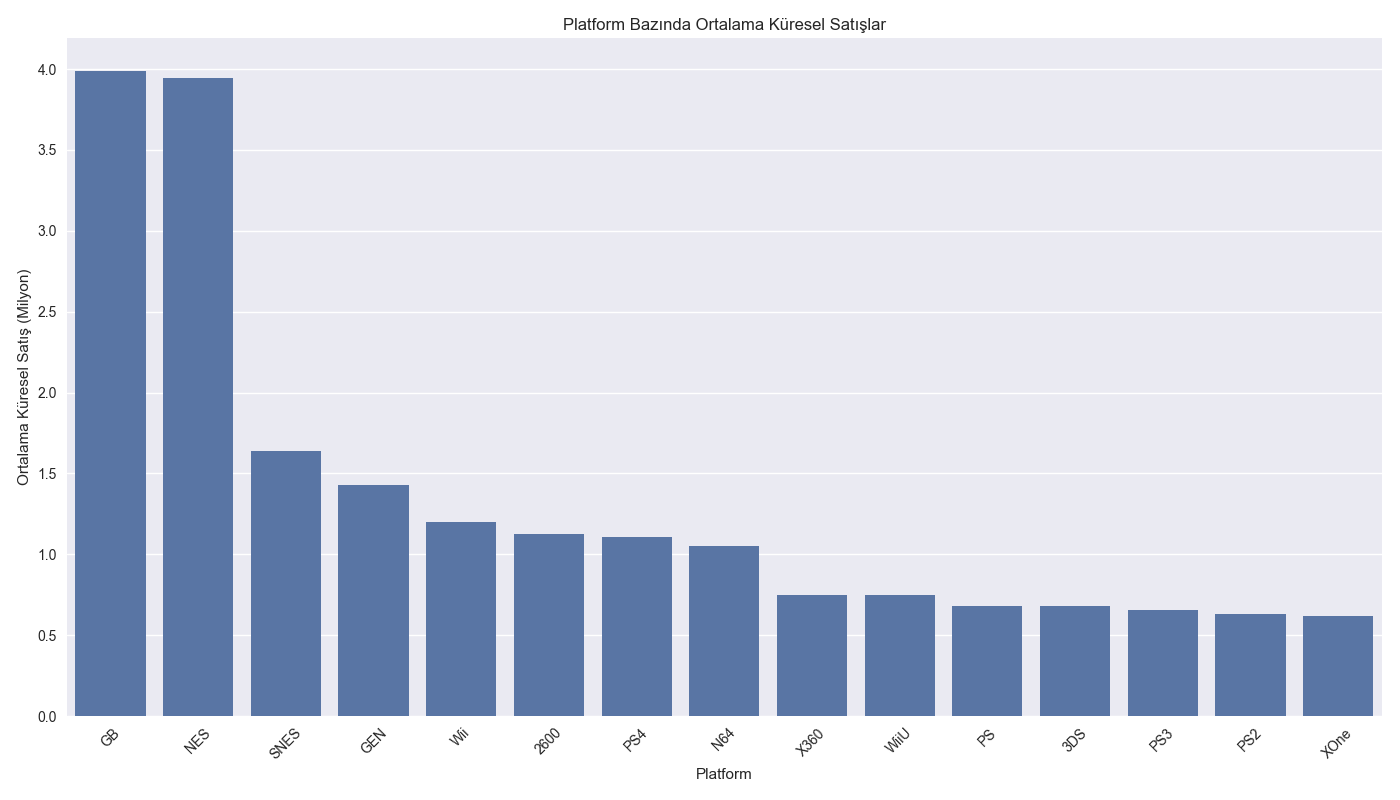 Platform Bazında Ortalama Küresel Satışlar
Ortalama Küresel Satış (Milyon)
4.0
3.5
3.0
2.5
2.0
1.5
1.0
0.5
0.0
GB
NES
SNES
GEN
Wii
2600
PS4
N64
X360
WiiU
PS
3DS
PS3
PS2
XOne
Platform